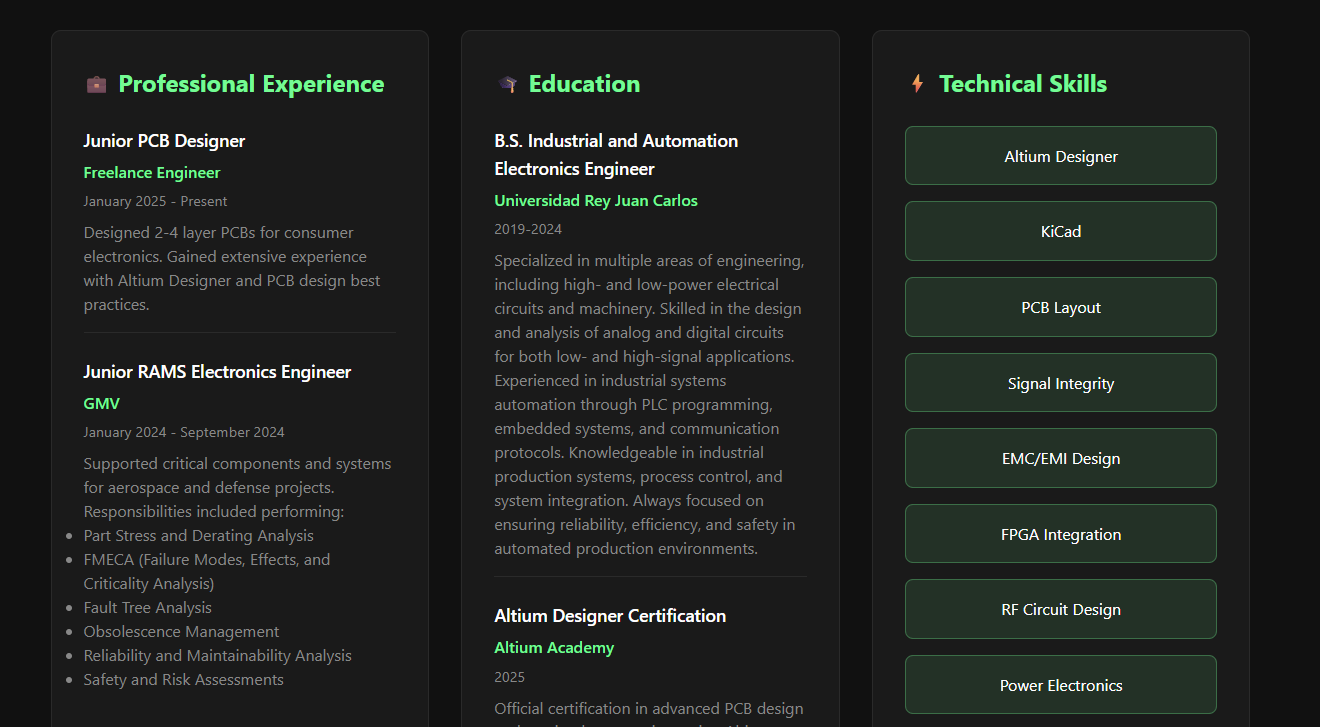 Professional Experience
Junior PCB Designer
Freelance Engineer
January 2025 - Present
Designed 2-4 layer PCBs for consumer
electronics. Gained extensive experience
with Altium Designer and PCB design best
practices.
Junior RAMS Electronics Engineer
GMV
January 2024 - September 2024
Supported critical components and systems
for aerospace and defense projects.
Responsibilities included performing:
Part Stress and Derating Analysis
FMECA (Failure Modes, Effects, and
Criticality Analysis)
Fault Tree Analysis
Obsolescence Management
Reliability and Maintainability Analysis
Safety and Risk Assessments
Education
B.S. Industrial and Automation
Electronics Engineer
Universidad Rey Juan Carlos
2019-2024
Specialized in multiple areas of engineering,
including high- and low-power electrical
circuits and machinery. Skilled in the design
and analysis of analog and digital circuits
for both low- and high-signal applications.
Experienced in industrial systems
automation through PLC programming,
embedded systems, and communication
protocols. Knowledgeable in industrial
production systems, process control, and
system integration. Always focused on
ensuring reliability, efficiency, and safety in
automated production environments.
Altium Designer Certification
Altium Academy
2025
Official certification in advanced PCB design
Technical Skills
Altium Designer
KiCad
PCB Layout
Signal Integrity
EMC/EMI Design
FPGA Integration
RF Circuit Design
Power Electronics